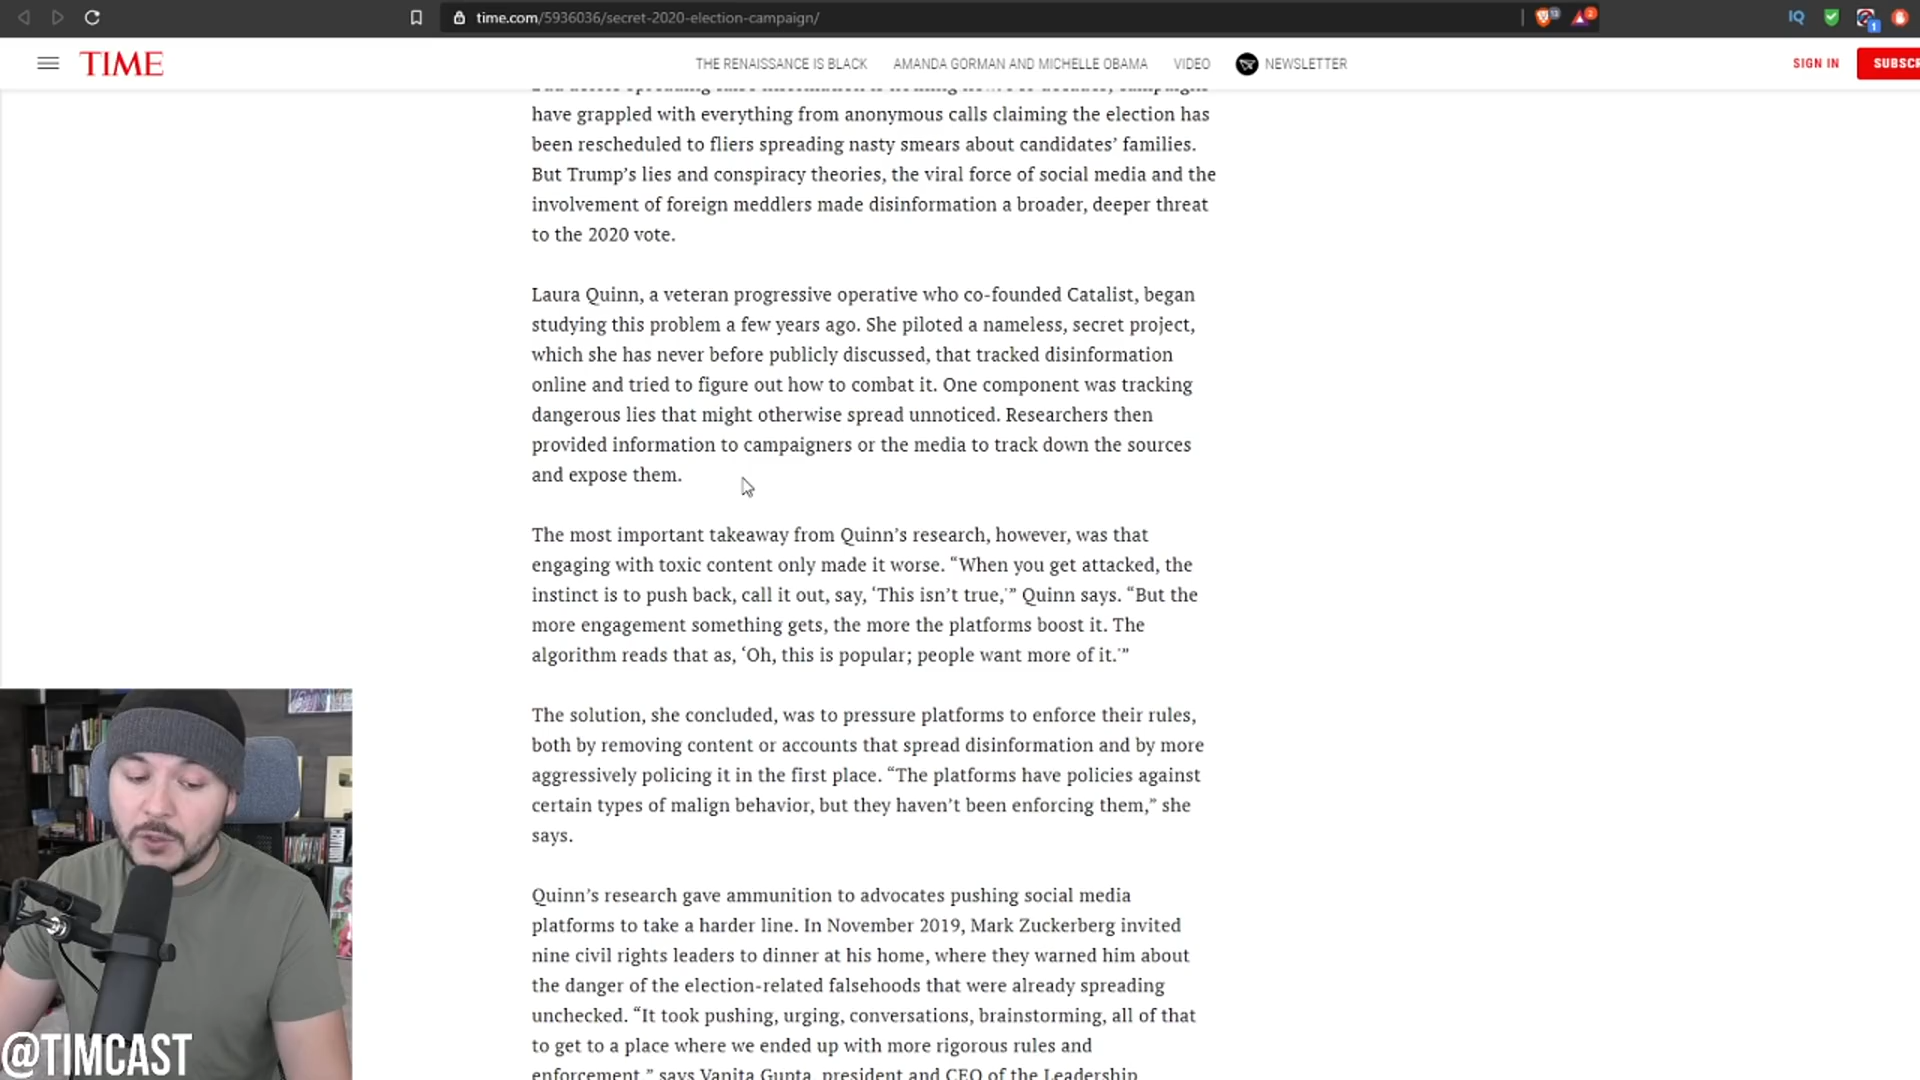 time.com/5936036/secret-2020-election-campaign/
13
2
IQ
1
TIME
THE RENAISSANCE IS BLACK
AMANDA GORMAN AND MICHELLE OBAMA
VIDEO
NEWSLETTER
SIGN IN
SUBSCR
have grappled with everything from anonymous calls claiming the election has
been rescheduled to fliers spreading nasty smears about candidates’ families.
But Trump’s lies and conspiracy theories, the viral force of social media and the
involvement of foreign meddlers made disinformation a broader, deeper threat
to the 2020 vote.
Laura Quinn, a veteran progressive operative who co-founded Catalist, began
studying this problem a few years ago. She piloted a nameless, secret project,
which she has never before publicly discussed, that tracked disinformation
online and tried to figure out how to combat it. One component was tracking
dangerous lies that might otherwise spread unnoticed. Researchers then
provided information to campaigners or the media to track down the sources
and expose them.
The most important takeaway from Quinn’s research, however, was that
engaging with toxic content only made it worse. “When you get attacked, the
instinct is to push back, call it out, say, ‘This isn’t true,’” Quinn says. “But the
more engagement something gets, the more the platforms boost it. The
algorithm reads that as, ‘Oh, this is popular; people want more of it.’”
The solution, she concluded, was to pressure platforms to enforce their rules,
both by removing content or accounts that spread disinformation and by more
aggressively policing it in the first place. “The platforms have policies against
certain types of malign behavior, but they haven’t been enforcing them,” she
says.
Quinn’s research gave ammunition to advocates pushing social media
platforms to take a harder line. In November 2019, Mark Zuckerberg invited
nine civil rights leaders to dinner at his home, where they warned him about
the danger of the election-related falsehoods that were already spreading
unchecked. “It took pushing, urging, conversations, brainstorming, all of that
to get to a place where we ended up with more rigorous rules and
enforcement,” says Vanita Gupta, president and CEO of the Leadership
@TIMCAST